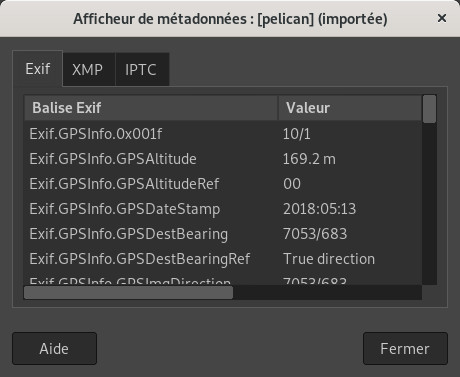 Afficheur de métadonnées : [pelican] (importée)
×
Exif XMP IPTC
Balise Exif Valeur
Exif.GPSInfo.0x001f 10/1
Exif.GPSInfo.GPSAltitude 169.2 m
Exif.GPSInfo.GPSAltitudeRef 00
Exif.GPSInfo.GPSDateStamp 2018:05:13
Exif.GPSInfo.GPSDestBearing 7053/683
Exif.GPSInfo.GPSDestBearingRef True direction
Exif.GPSInfo.GPSImgDirection 7053/683
Aide Fermer